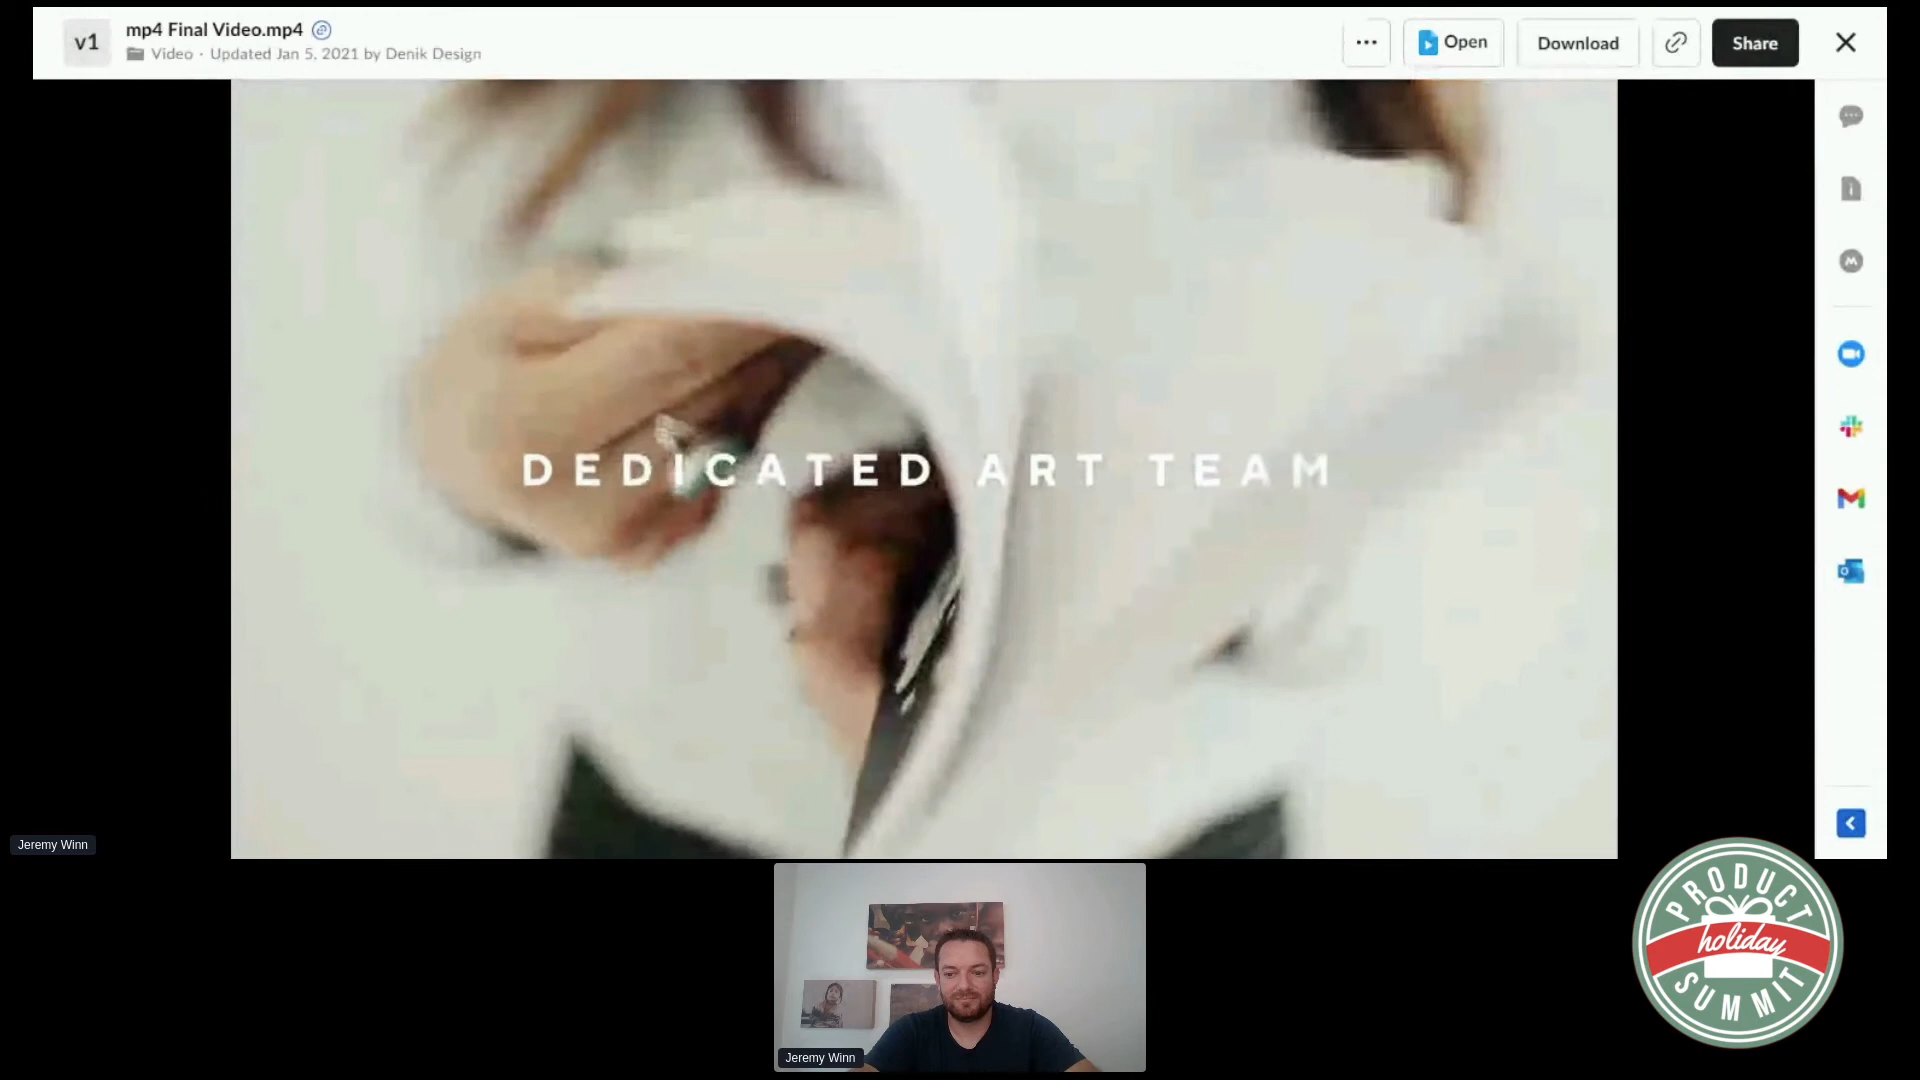 v1
mp4 Final Video.mp4
Video · Updated Jan 5, 2021 by Denik Design
Open
Download
Share
DEDICATED ART TEAM
Jeremy Winn
Jeremy Winn
PRODUCT
holiday
SUMMIT